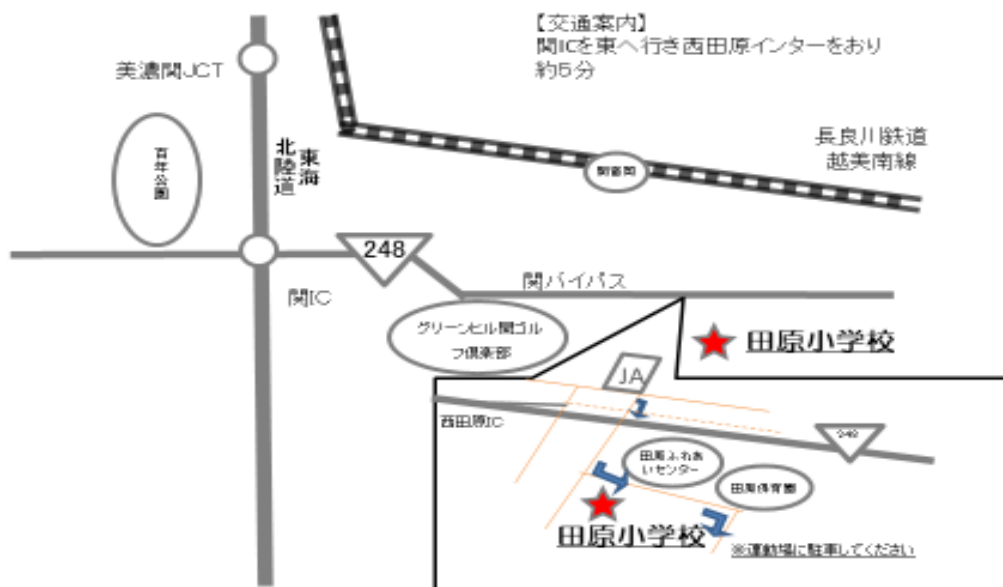 【交通案内】
関ICを東へ行き西田原インターをおり
約5分
美濃関JCT
百年公園
東海
北陸道
長良川鉄道
越美南線
248
関IC
関バイパス
グリーンヒル関ゴル
フ倶楽部
田原小学校
JA
西田原IC
248
田原ふれあ
いセンター
田原保育園
田原小学校
※運動場に駐車してください